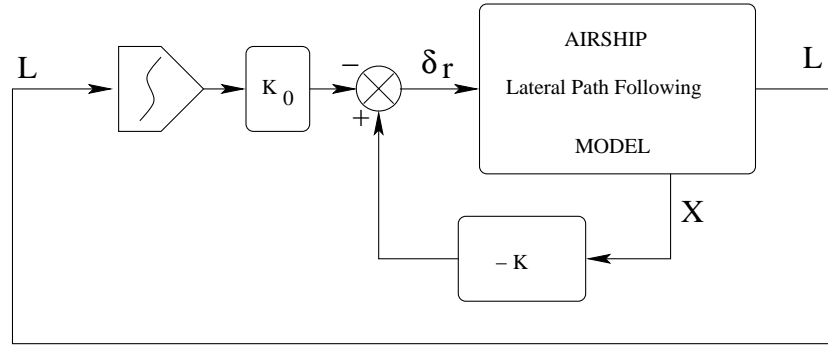 L
K 0
−
+
δ r
AIRSHIP
Lateral Path Following
MODEL
L
X
– K